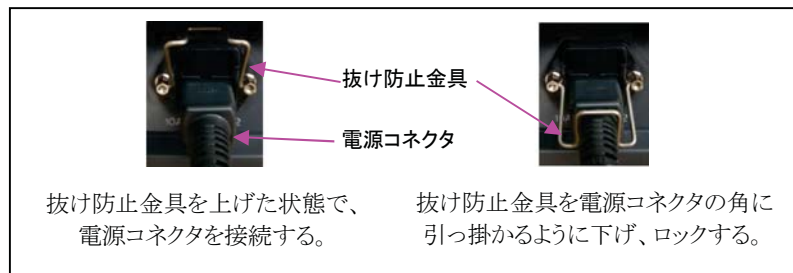 抜け防止金具
電源コネクタ
抜け防止金具を上げた状態で、
電源コネクタを接続する。
抜け防止金具を電源コネクタの角に
引っ掛かるように下げ、ロックする。